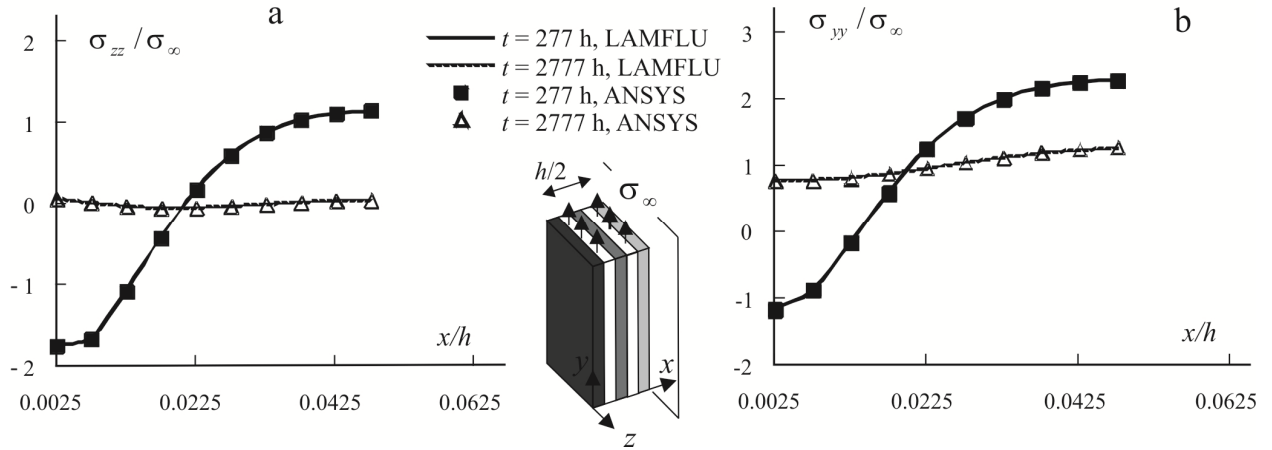 a
σzz/σ∞
2
1
0
- 1
- 2
0.0025 0.0225 0.0425 0.0625
x/h
t = 277 h, LAMFLU
t = 2777 h, LAMFLU
t = 277 h, ANSYS
t = 2777 h, ANSYS
h/2
σ∞
y
x
z
b
σyy/σ∞
3
2
1
0
-1
-2
0.0025 0.0225 0.0425 0.0625
x/h